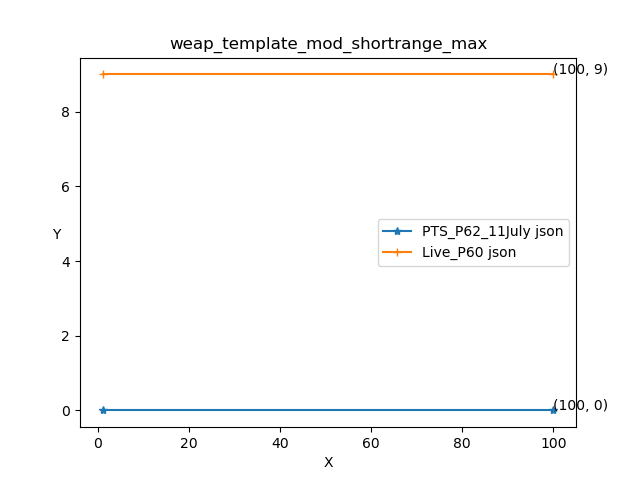 weap_template_mod_shortrange_max
(100, 9)
8
6
Y
4
2
0
PTS_P62_11July json
Live_P60 json
(100, 0)
0 20 40 60 80 100
X